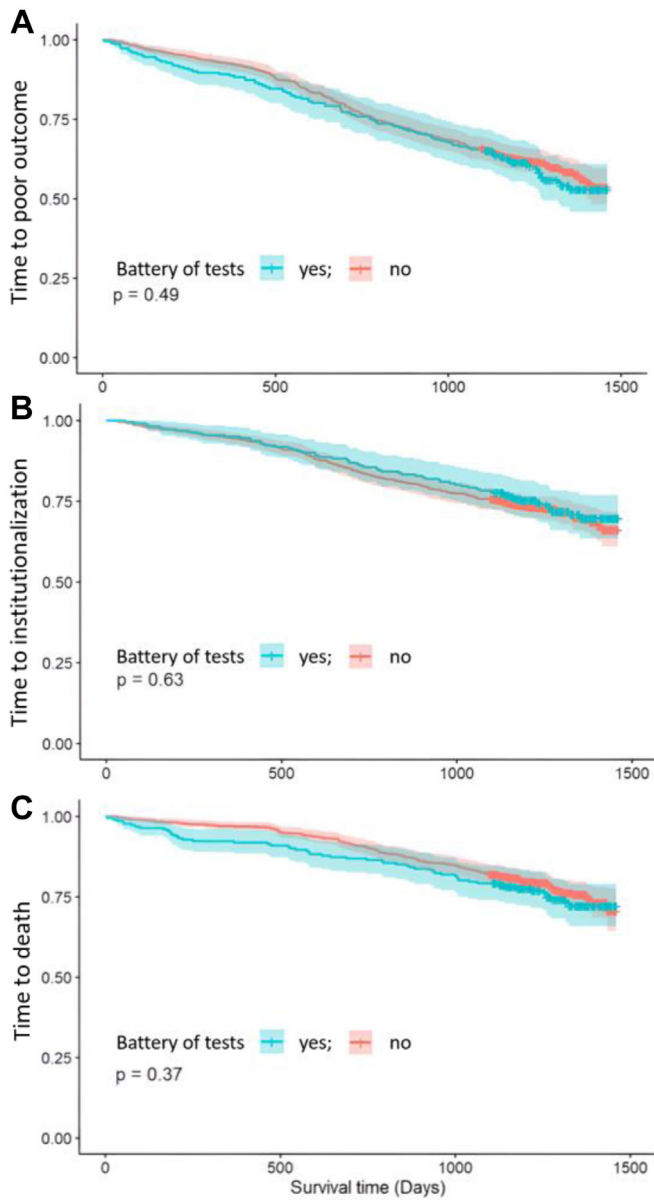 A
Time to poor outcome
1.00
0.75
0.50
0.25
0.00
Battery of tests yes; no
p = 0.49
0 500 1000 1500
B
Time to institutionalization
1.00
0.75
0.50
0.25
0.00
Battery of tests yes; no
p = 0.63
0 500 1000 1500
C
Time to death
1.00
0.75
0.50
0.25
0.00
Battery of tests yes; no
p = 0.37
0 500 1000 1500
Survival time (Days)